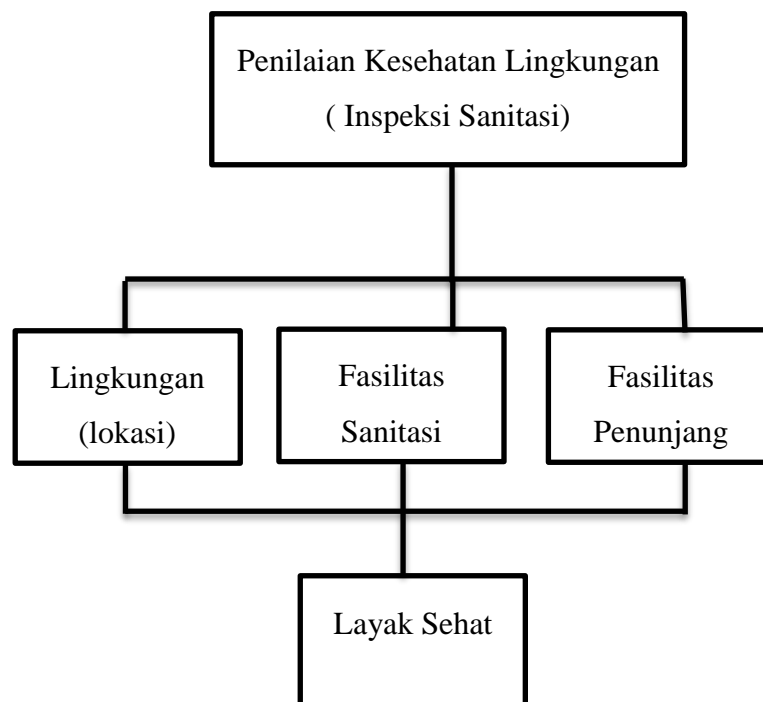 Penilaian Kesehatan Lingkungan
( Inspeksi Sanitasi)
Lingkungan
(lokasi)
Fasilitas
Sanitasi
Fasilitas
Penunjang
Layak Sehat